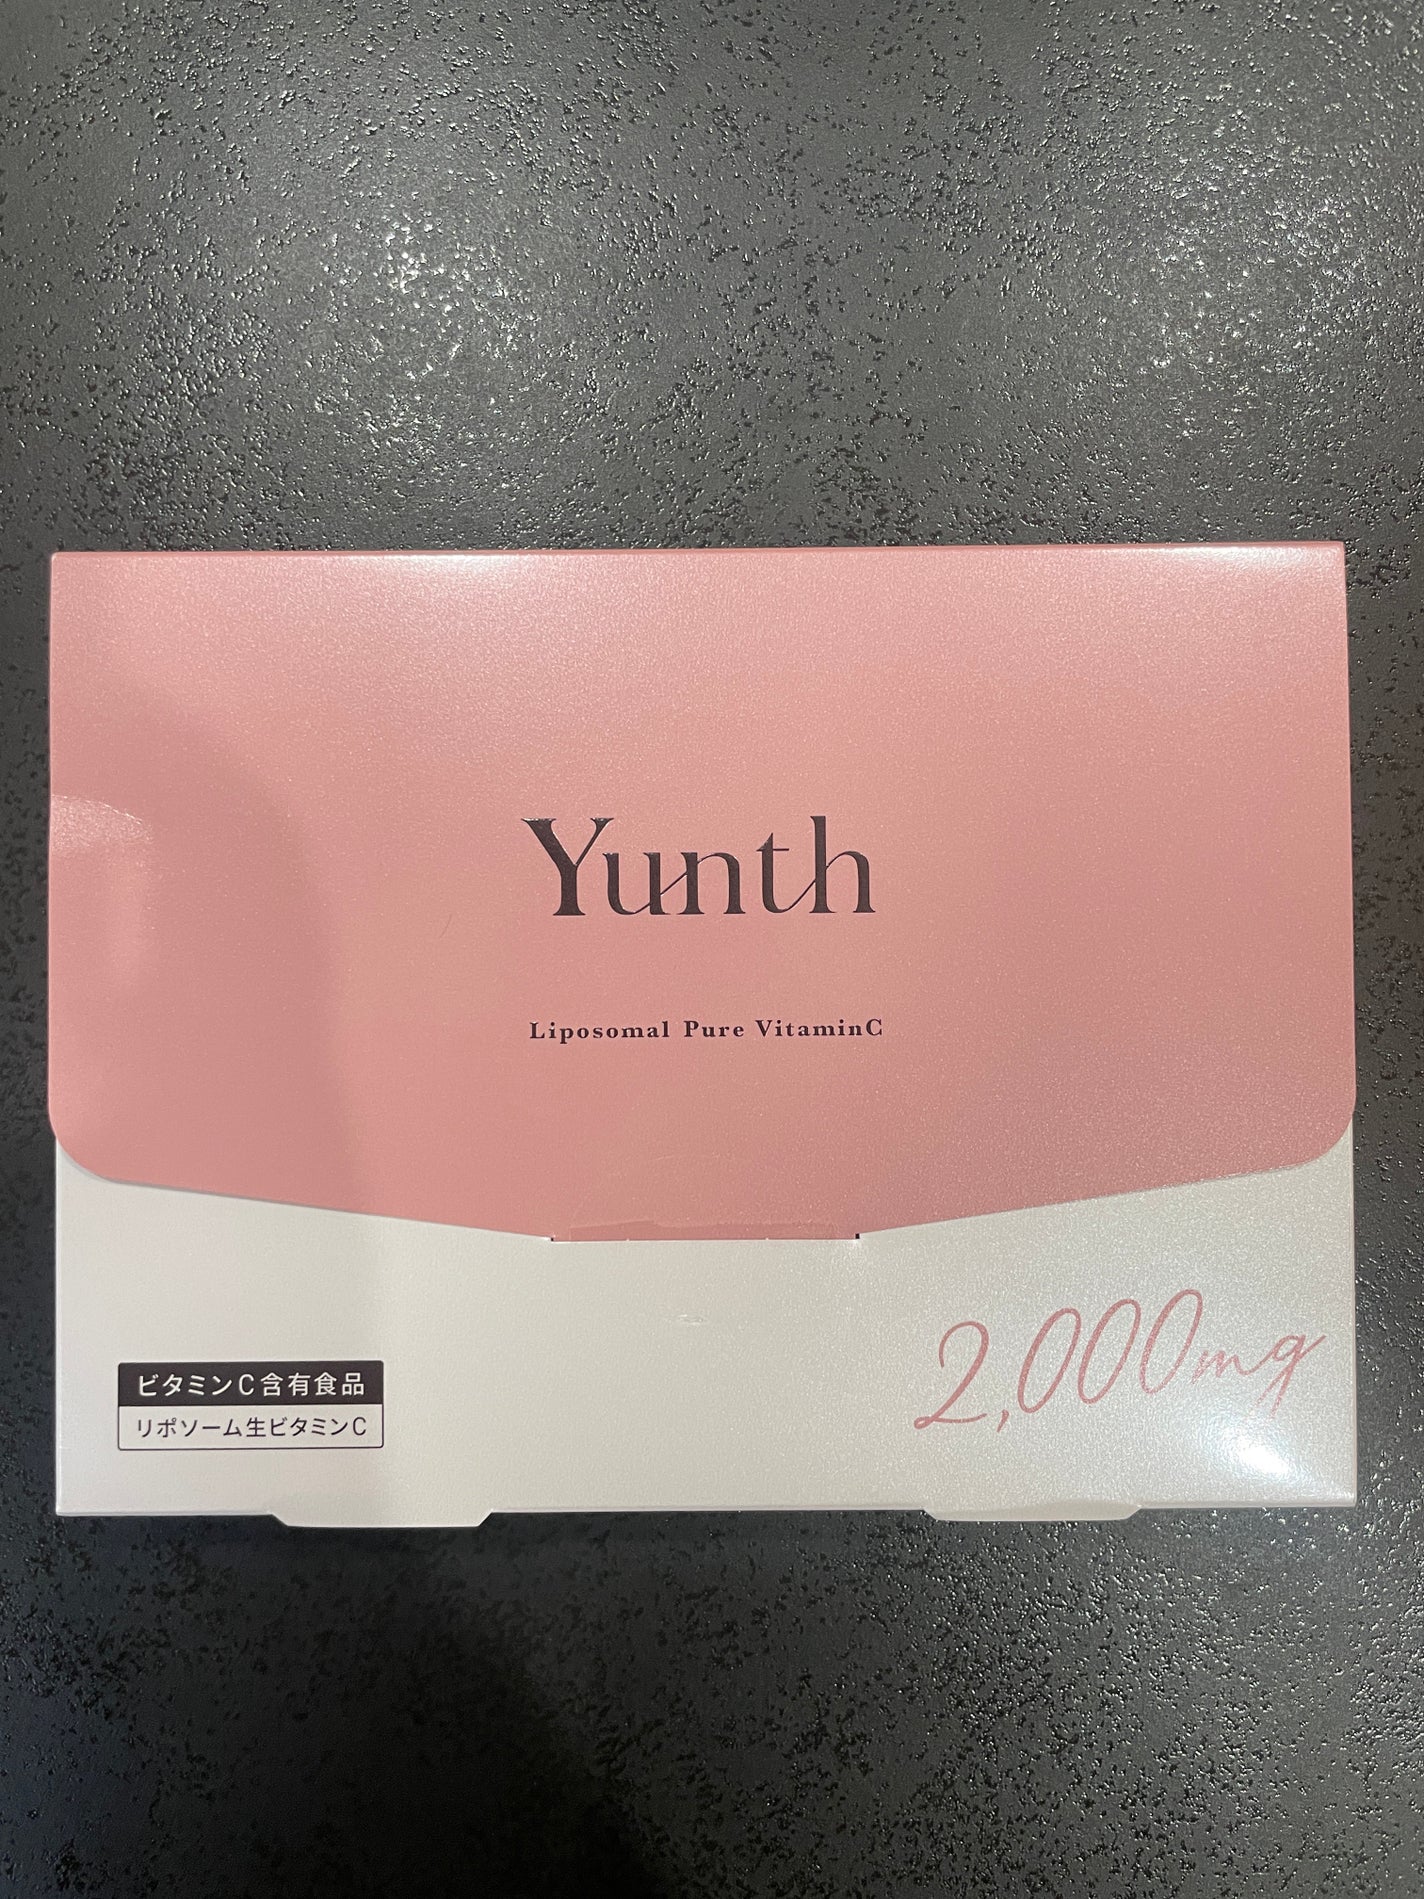 Yunth
Liposomal Pure VitaminC
2,000mg
ビタミンC含有食品
リポソーム生ビタミンC